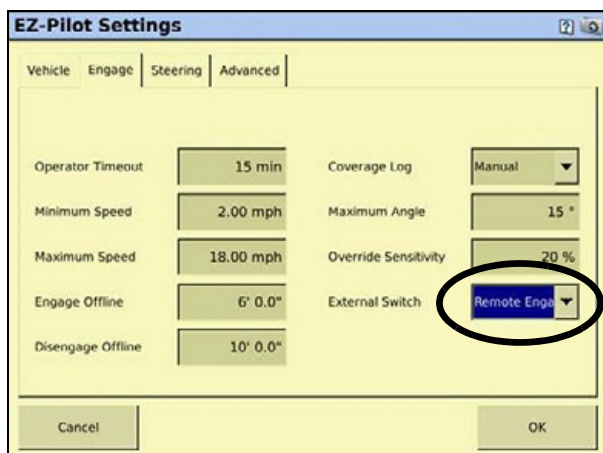 EZ-Pilot Settings
Vehicle Engage Steering Advanced
Operator Timeout 15 min Coverage Log Manual
Minimum Speed 2.00 mph Maximum Angle 15 °
Maximum Speed 18.00 mph Override Sensitivity 20 %
Engage Offline 6' 0.0" External Switch Remote Enga
Disengage Offline 10' 0.0"
Cancel OK